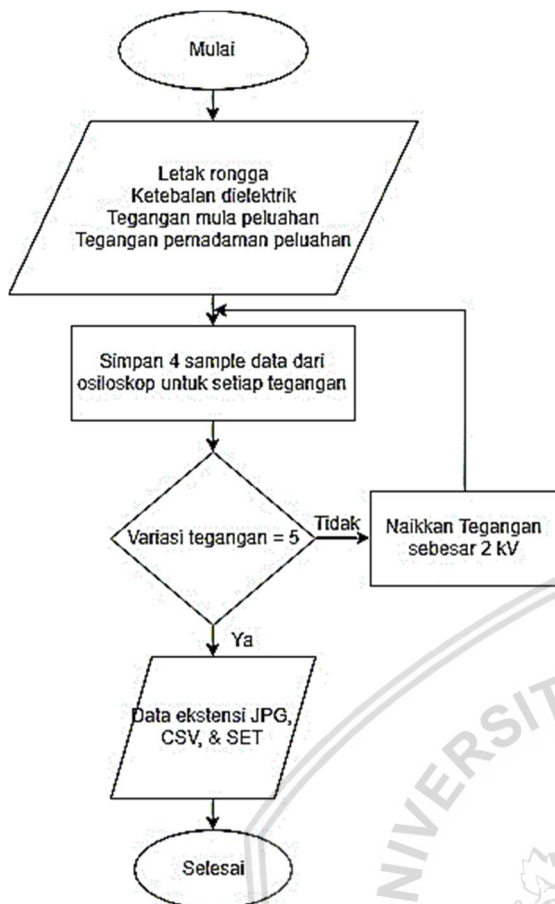 Mulai
Letak rongga
Ketebalan dielektrik
Tegangan mula peluahan
Tegangan pemadaman peluahan
Simpan 4 sample data dari
osiloskop untuk setiap tegangan
Variasi tegangan = 5
Tidak
Naikkan Tegangan
sebesar 2 kV
Ya
Data ekstensi JPG,
CSV, & SET
Selesai
UNIVERSIT